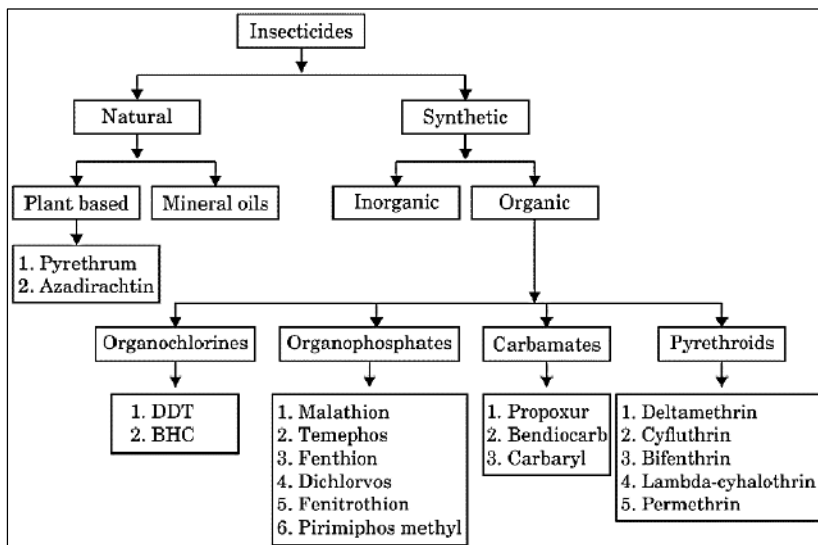 Insecticides
Natural
Synthetic
Plant based
Mineral oils
Inorganic
Organic
1. Pyrethrum
2. Azadirachtin
Organochlorines
Organophosphates
Carbamates
Pyrethroids
1. DDT
2. BHC
1. Malathion
2. Temephos
3. Fenthion
4. Dichlorvos
5. Fenitrothion
6. Pirimiphos methyl
1. Propoxur
2. Bendiocarb
3. Carbaryl
1. Deltamethrin
2. Cyfluthrin
3. Bifenthrin
4. Lambda-cyhalothrin
5. Permethrin